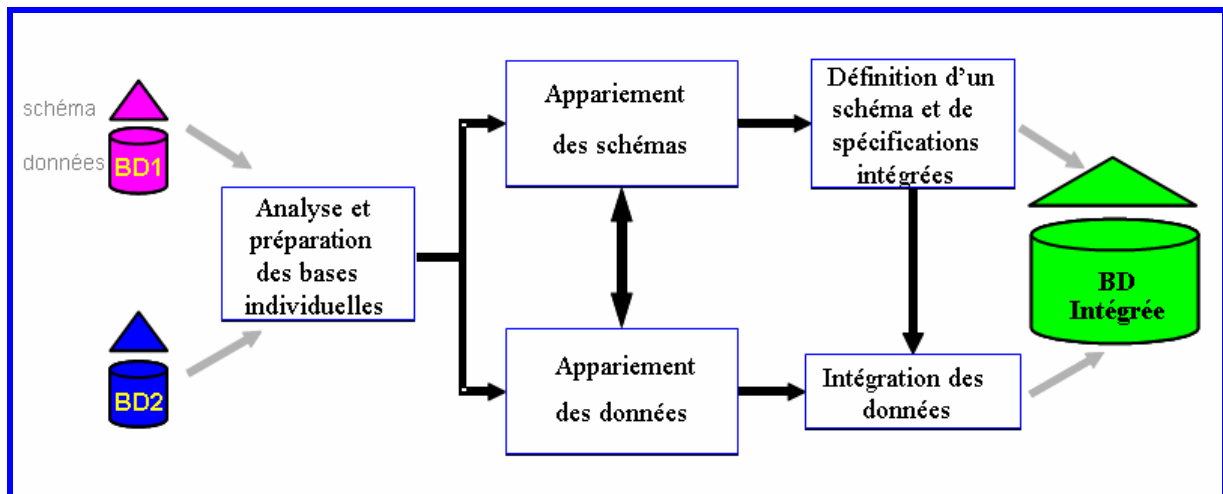 schéma
données
BD1
BD2
Analyse et
préparation
des bases
individuelles
Appariement
des schémas
Appariement
des données
Définition d'un
schéma et de
spécifications
intégrées
Intégration des
données
BD
Intégrée